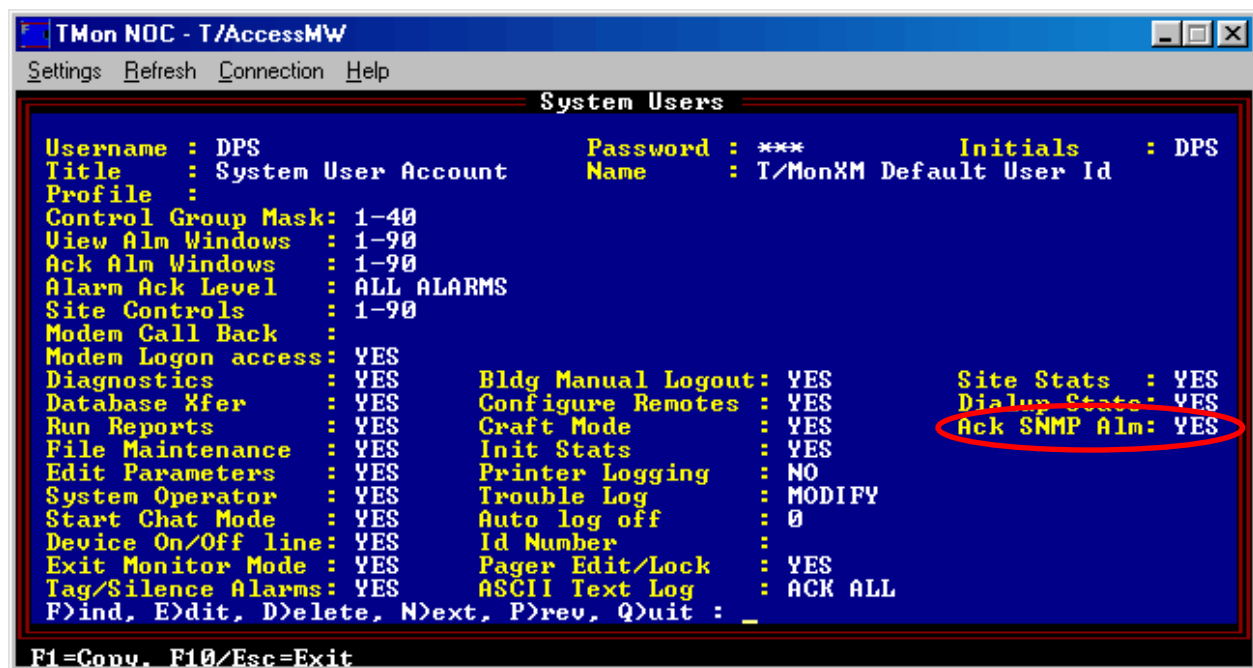 TMon NOC - T/AccessMW
Settings Refresh Connection Help
System Users
Username : DPS Password : *** Initials : DPS
Title : System User Account Name : T/MonXM Default User Id
Profile :
Control Group Mask: 1-40
View Alm Windows : 1-90
Ack Alm Windows : 1-90
Alarm Ack Level : ALL ALARMS
Site Controls : 1-90
Modem Call Back :
Modem Logon access: YES
Diagnostics : YES Bldg Manual Logout: YES Site Stats : YES
Database Xfer : YES Configure Remotes : YES Dialup Stats: YES
Run Reports : YES Craft Mode : YES Ack SNMP Alm: YES
File Maintenance : YES Init Stats : YES
Edit Parameters : YES Printer Logging : NO
System Operator : YES Trouble Log : MODIFY
Start Chat Mode : YES Auto log off : 0
Device On/Off line: YES Id Number :
Exit Monitor Mode : YES Pager Edit/Lock : YES
Tag/Silence Alarms: YES ASCII Text Log : ACK ALL
F)ind, E)dit, D)elete, N)ext, P)rev, Q)uit : _
F1=Copy, F10/Esc=Exit